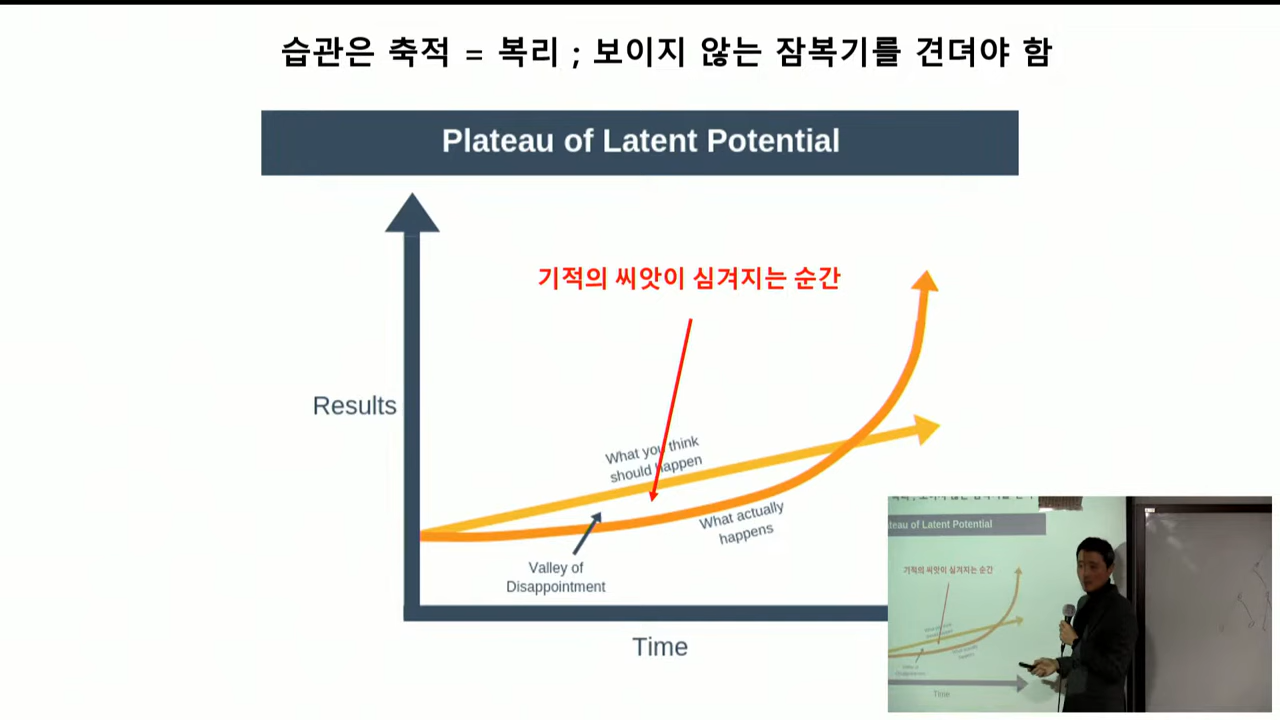 습관은 축적 = 복리 ; 보이지 않는 잠복기를 견뎌야 함
Plateau of Latent Potential
기적의 씨앗이 심겨지는 순간
Results
What you think
should happen
What actually
happens
Valley of
Disappointment
Time
teau of Latent Potential
기적의 씨앗이 심겨지는 순간
Time